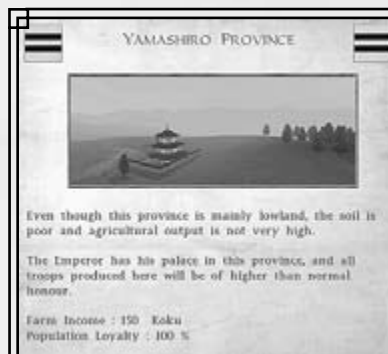 YAMASHIRO PROVINCE
Even though this province is mainly lowland, the soil is
poor and agricultural output is not very high.
The Emperor has his palace in this province, and all
troops produced here will be of higher than normal
honour.
Farm Income : 150 Koku
Population Loyalty : 100 %